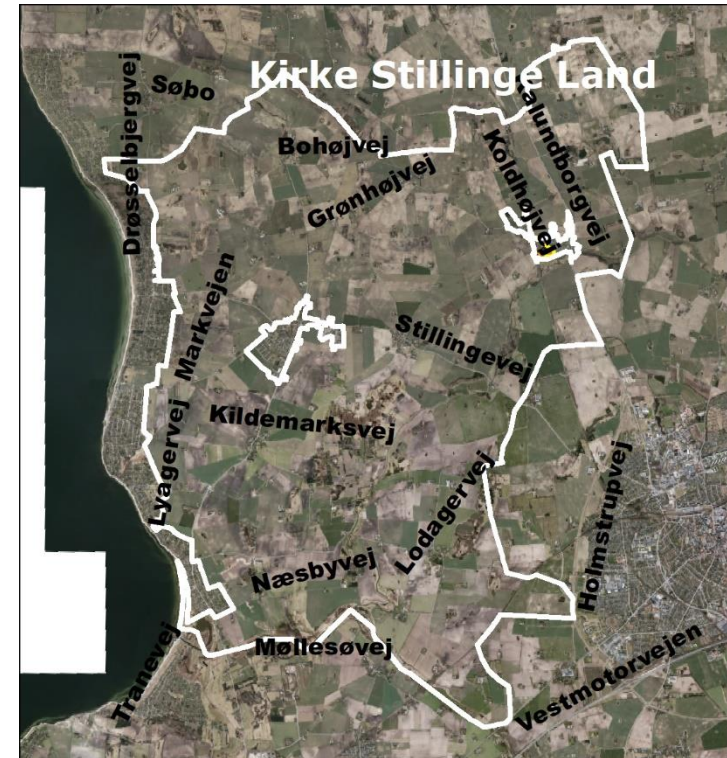 Kirke Stillinge Land
Søbo
Drøsselbjergvej
Bohøjvej
Grønhøjvej
Koldhøjvej
Kalundborgvej
Markvejen
Stillingevej
Lyagervej
Kildemarksvej
Lodagervej
Holmstrupvej
Næsbyvej
Møllesøvej
Tranevej
Vestmotorvejen